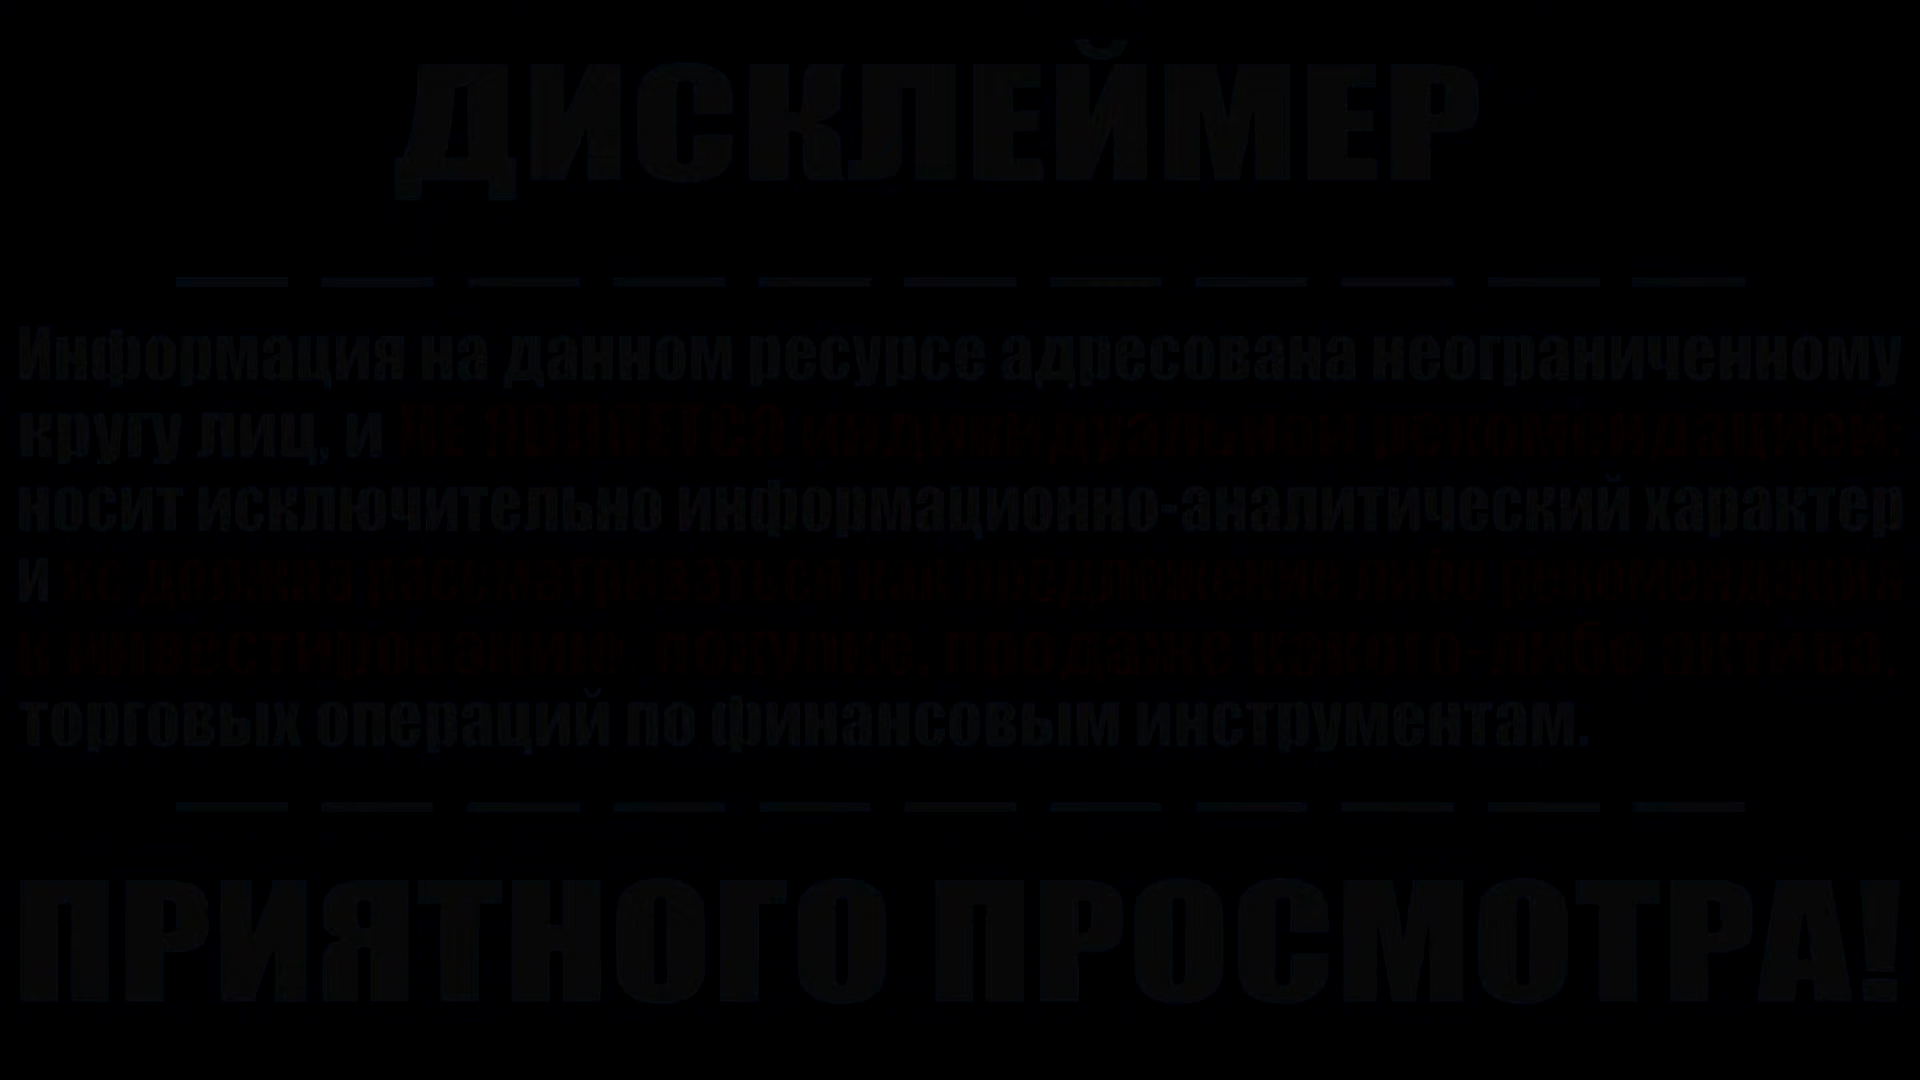 ДИСКЛЕЙМЕР
Информация на данном ресурсе адресована неограниченному
кругу лиц, и НЕ ЯВЛЯЕТСЯ индивидуальной рекомендацией;
носит исключительно информационно-аналитический характер
и не должна рассматриваться как предложение либо рекомендация
к инвестированию, покупке, продаже какого-либо актива,
торговых операций по финансовым инструментам.
ПРИЯТНОГО ПРОСМОТРА!